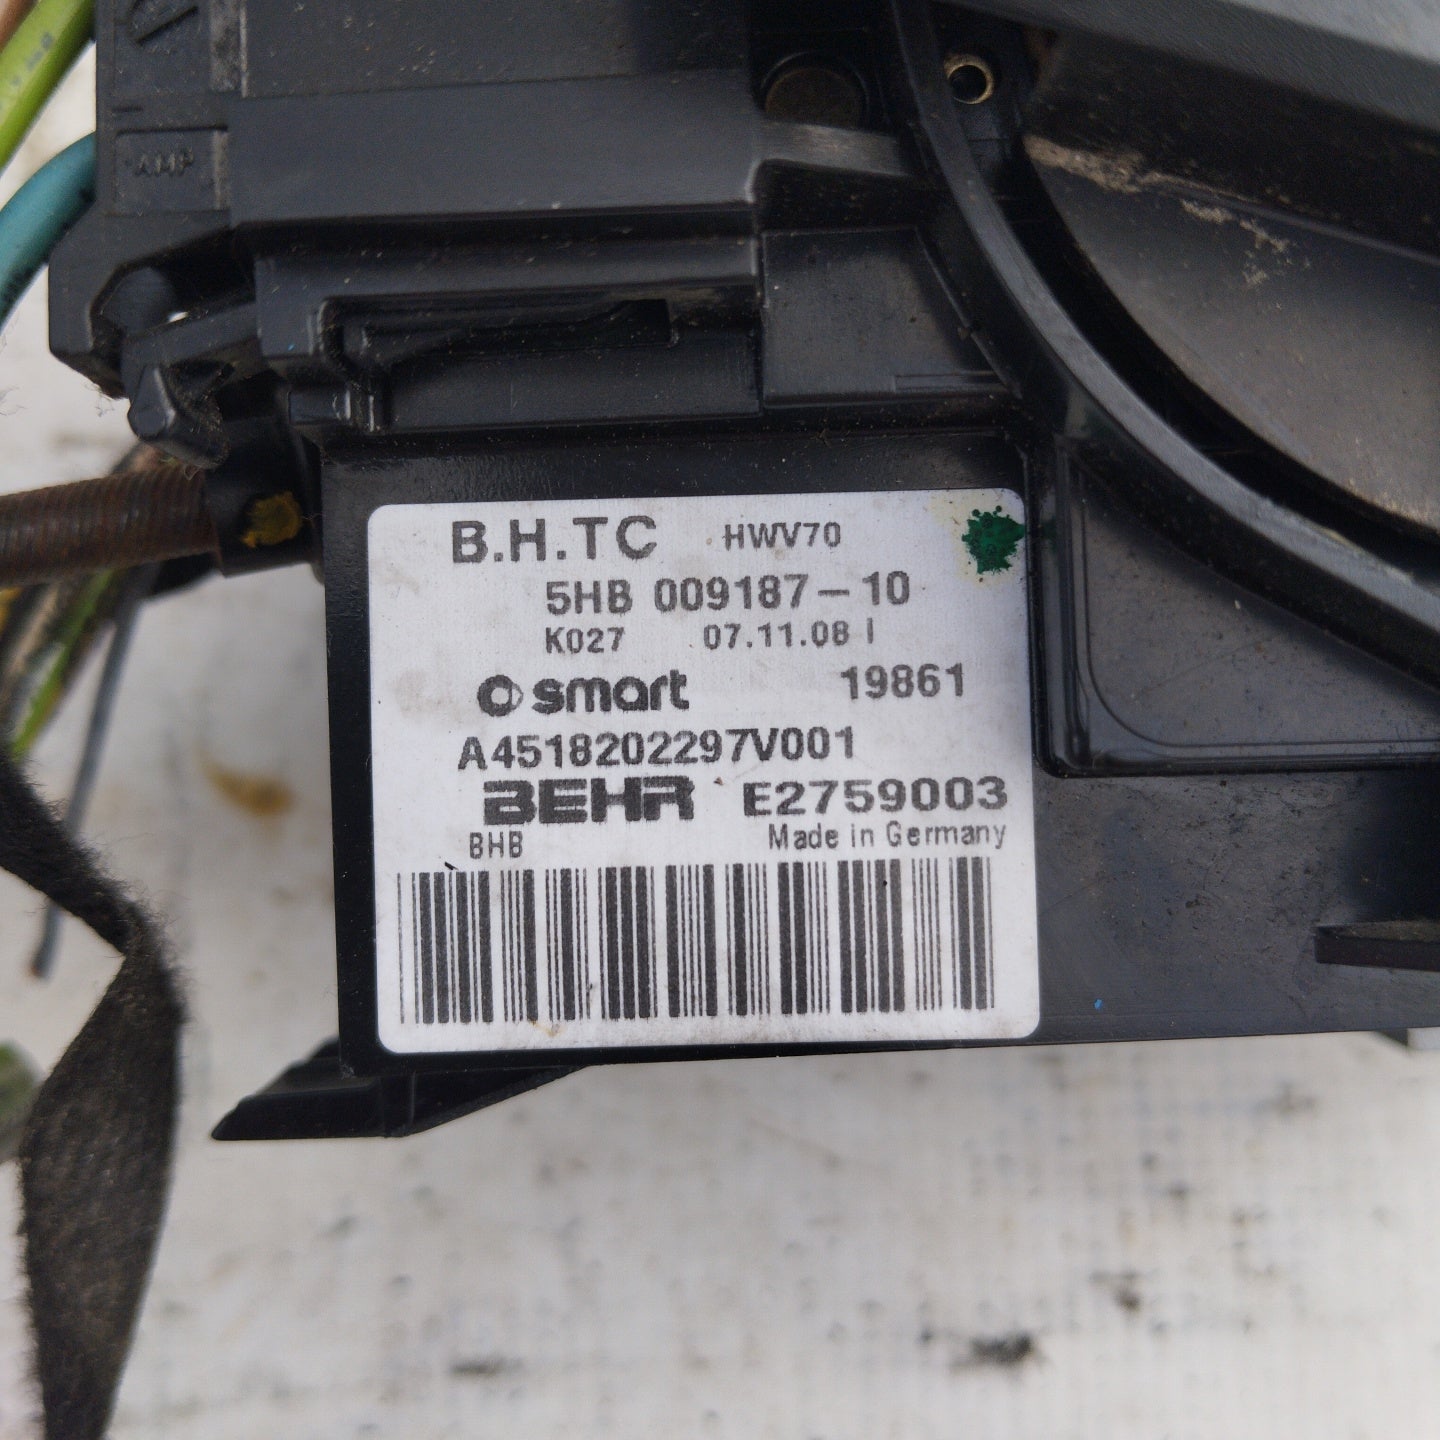 AMP
B.H.TC HWV70
5HB 009187-10
K027 07.11.08 I
smart 19861
A4518202297V001
BEHR E2759003
BHB Made in Germany